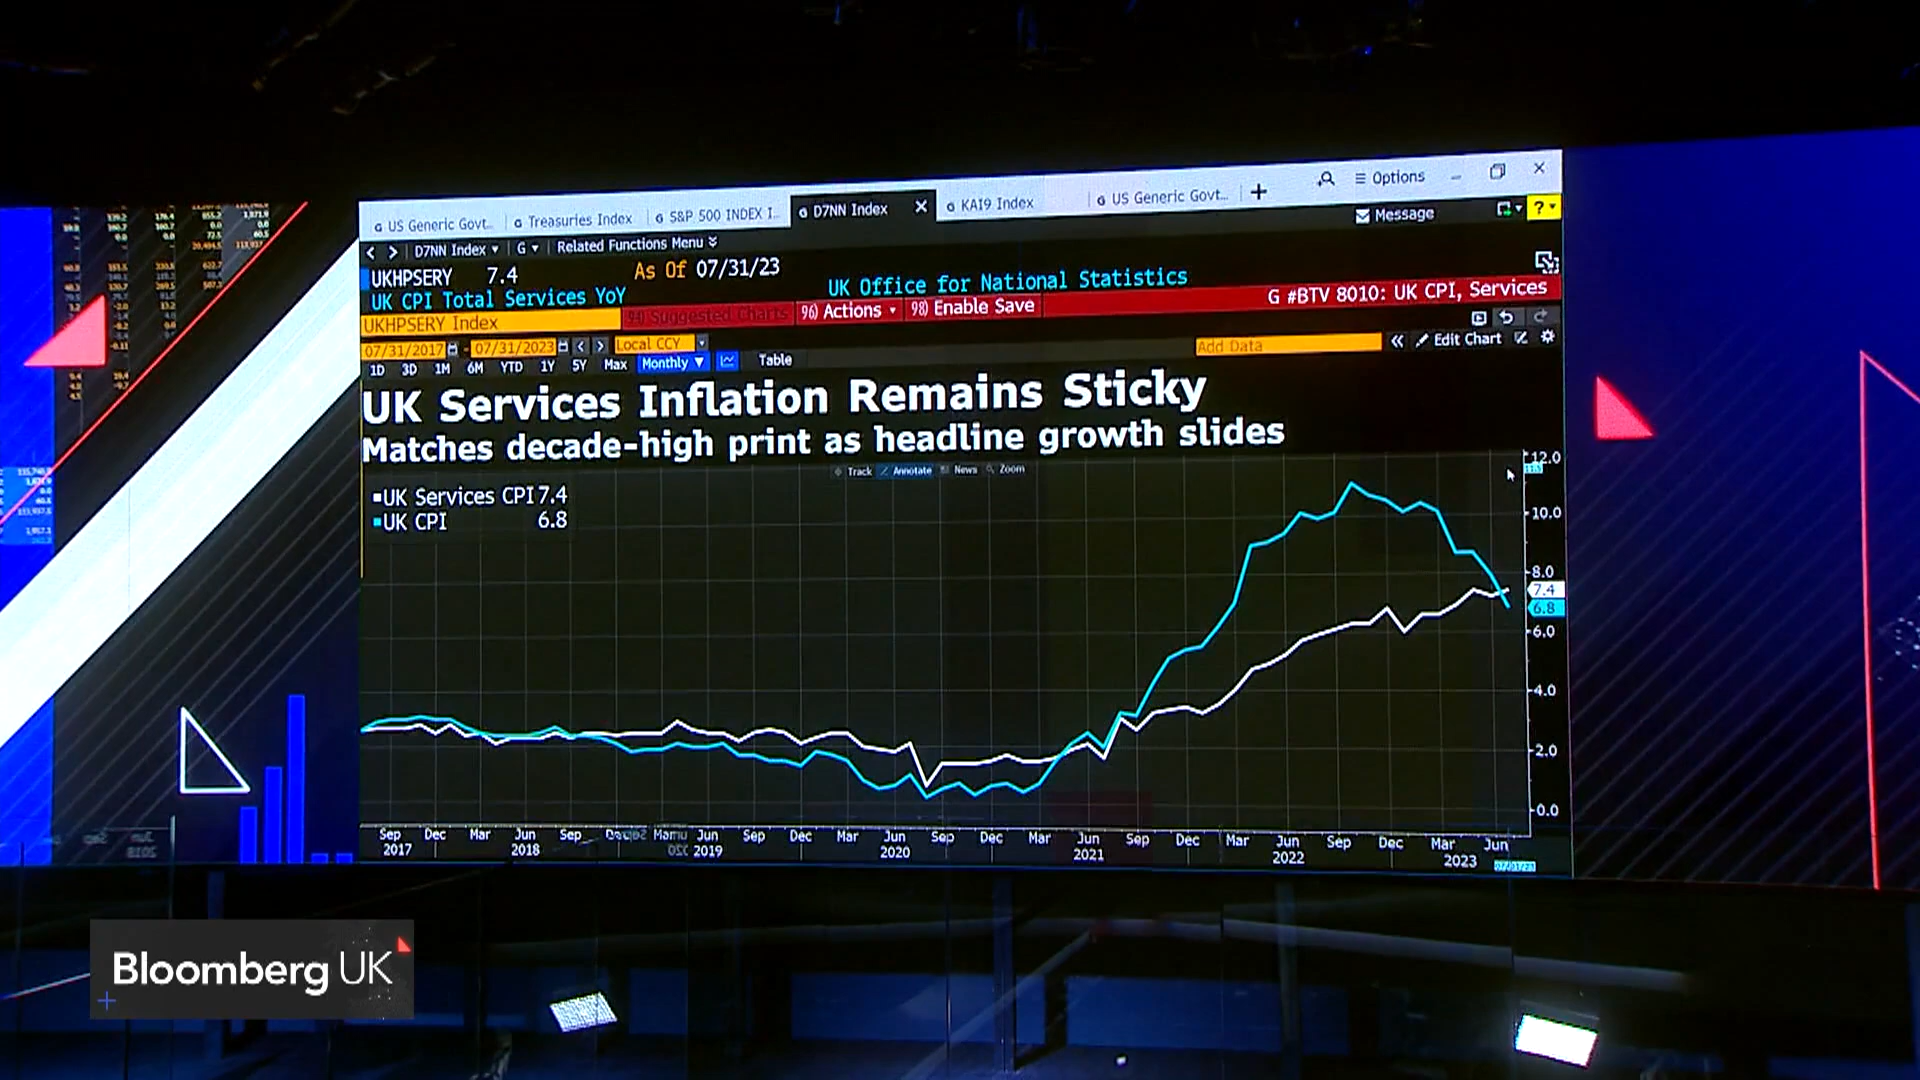 G US Generic Govt... G Treasuries Index G S&P 500 INDEX I... G D7NN Index × G KAI9 Index G US Generic Govt... + Options
Message ?
< > D7NN Index G Related Functions Menu
UKHPSERY 7.4 As Of 07/31/23 UK Office for National Statistics
UK CPI Total Services YoY
UKHPSERY Index 94) Suggested Charts 96) Actions 98) Enable Save G #BTV 8010: UK CPI, Services
07/31/2017 - 07/31/2023 < > Local CCY Add Data « Edit Chart
1D 3D 1M 6M YTD 1Y 5Y Max Monthly Table
UK Services Inflation Remains Sticky
Matches decade-high print as headline growth slides
Track Annotate News Zoom
UK Services CPI 7.4
UK CPI 6.8
12.0
10.0
8.0
7.4
6.8
6.0
4.0
2.0
0.0
Sep Dec Mar Jun Sep Jun Sep Dec Mar Jun Sep Dec Mar Jun Sep Dec Mar Jun Sep Dec Mar Jun
2017 2018 2019 2020 2021 2022 2023
Bloomberg UK